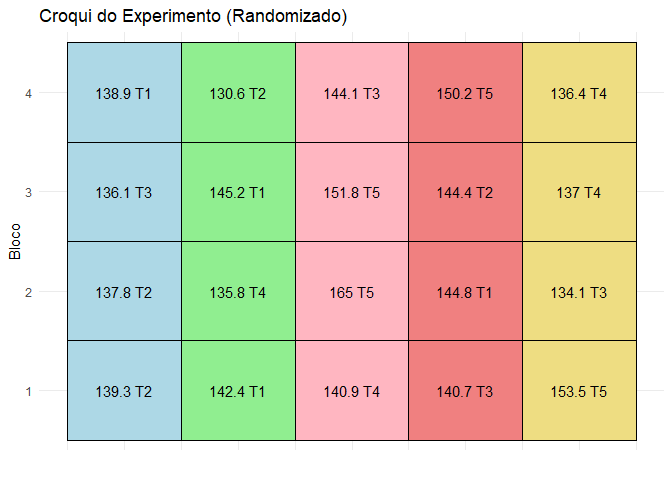 Croqui do Experimento (Randomizado)
4
138.9 T1 130.6 T2 144.1 T3 150.2 T5 136.4 T4
3
136.1 T3 145.2 T1 151.8 T5 144.4 T2 137 T4
Bloco
2
137.8 T2 135.8 T4 165 T5 144.8 T1 134.1 T3
1
139.3 T2 142.4 T1 140.9 T4 140.7 T3 153.5 T5